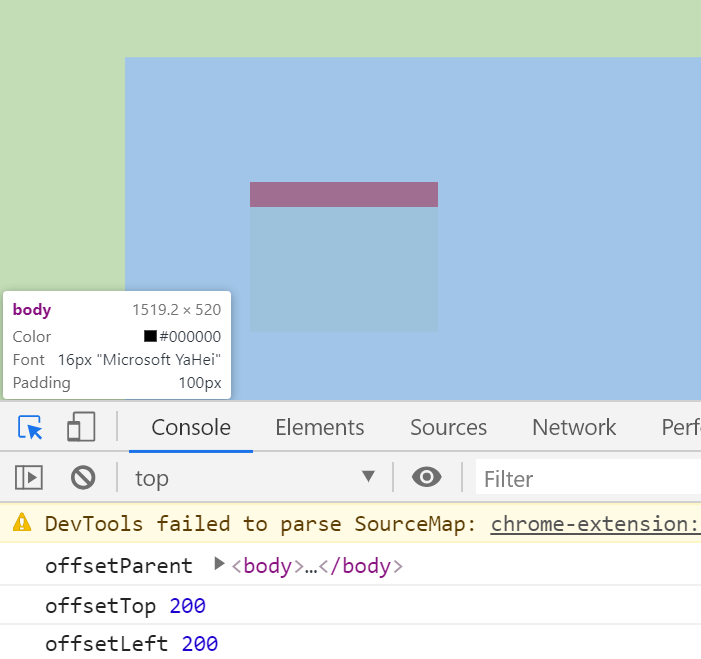 body 1519.2 × 520
Color #000000
Font 16px "Microsoft YaHei"
Padding 100px
Console Elements Sources Network Perf
top Filter
DevTools failed to parse SourceMap: chrome-extension:
offsetParent <body>…</body>
offsetTop 200
offsetLeft 200